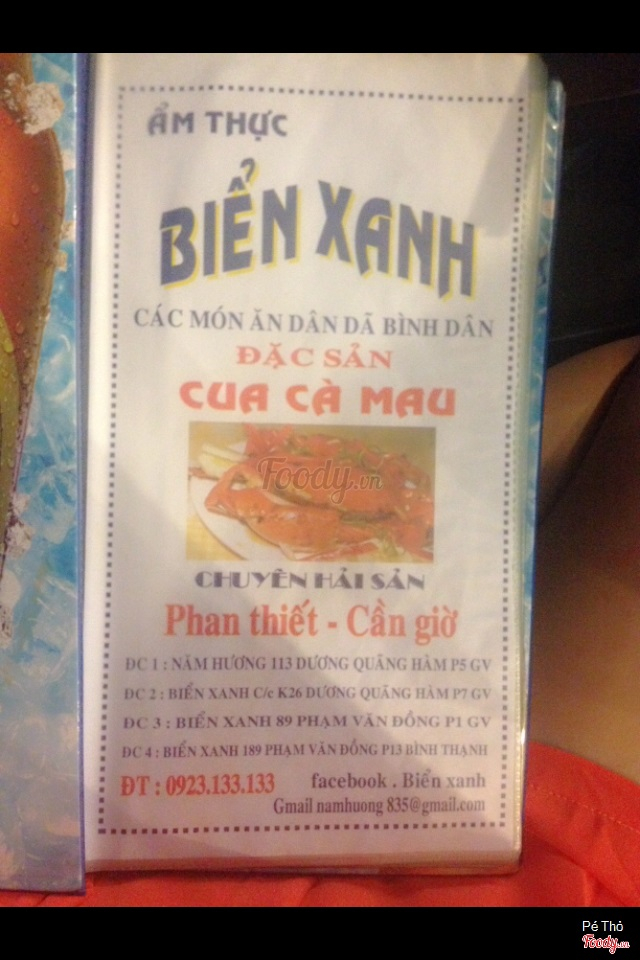 ẨM THỰC
BIỂN XANH
CÁC MÓN ĂN DÂN DÃ BÌNH DÂN
ĐẶC SẢN
CUA CÀ MAU
Foody.vn
CHUYÊN HẢI SẢN
Phan thiết - Cần giờ
ĐC 1 : NĂM HƯƠNG 113 DƯƠNG QUÃNG HÀM P5 GV
ĐC 2 : BIỂN XANH C/c K26 DƯƠNG QUÃNG HÀM P7 GV
ĐC 3 : BIỂN XANH 89 PHẠM VĂN ĐỒNG P1 GV
ĐC 4 : BIỂN XANH 189 PHẠM VĂN ĐỒNG P13 BÌNH THẠNH
ĐT : 0923.133.133 facebook . Biển xanh
Gmail namhuong 835@gmail.com
Pé Thỏ
Foody.vn